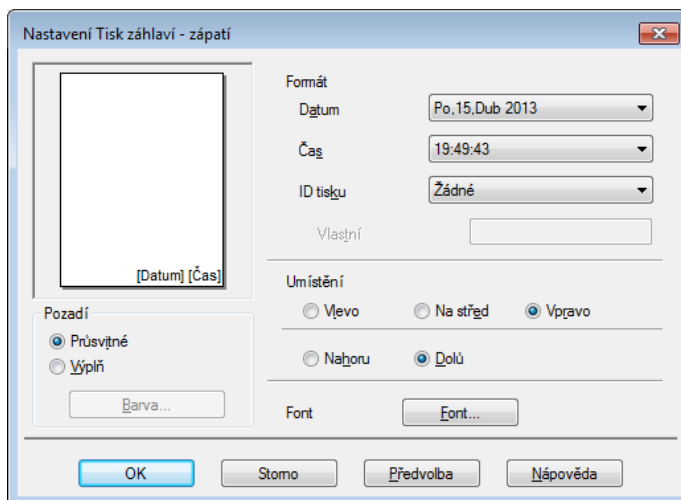 Nastavení Tisk záhlaví - zápatí
[Datum] [Čas]
Pozadí
Průsvitné
Výplň
Barva...
Formát
Datum Po,15,Dub 2013
Čas 19:49:43
ID tisku Žádné
Vlastní
Umístění
Vlevo Na střed Vpravo
Nahoru Dolů
Font Font...
OK Storno Předvolba Nápověda